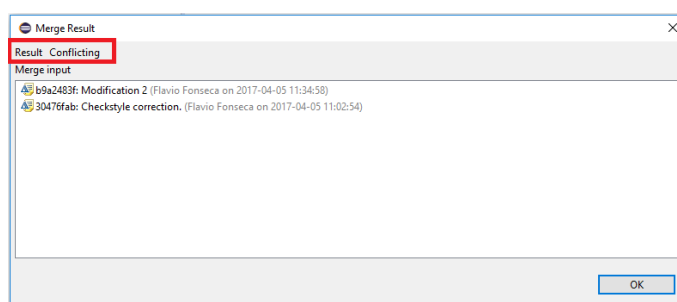 Merge Result
Result Conflicting
Merge input
b9a2483f: Modification 2 (Flavio Fonseca on 2017-04-05 11:34:58)
30476fab: Checkstyle correction. (Flavio Fonseca on 2017-04-05 11:02:54)
OK